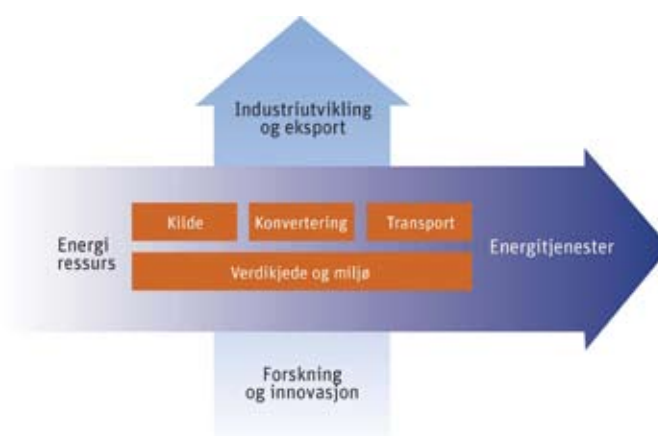 Industriutvikling
og eksport
Kilde
Konvertering
Transport
Energi
ressurs
Energitjenester
Verdikjede og miljø
Forskning
og innovasjon